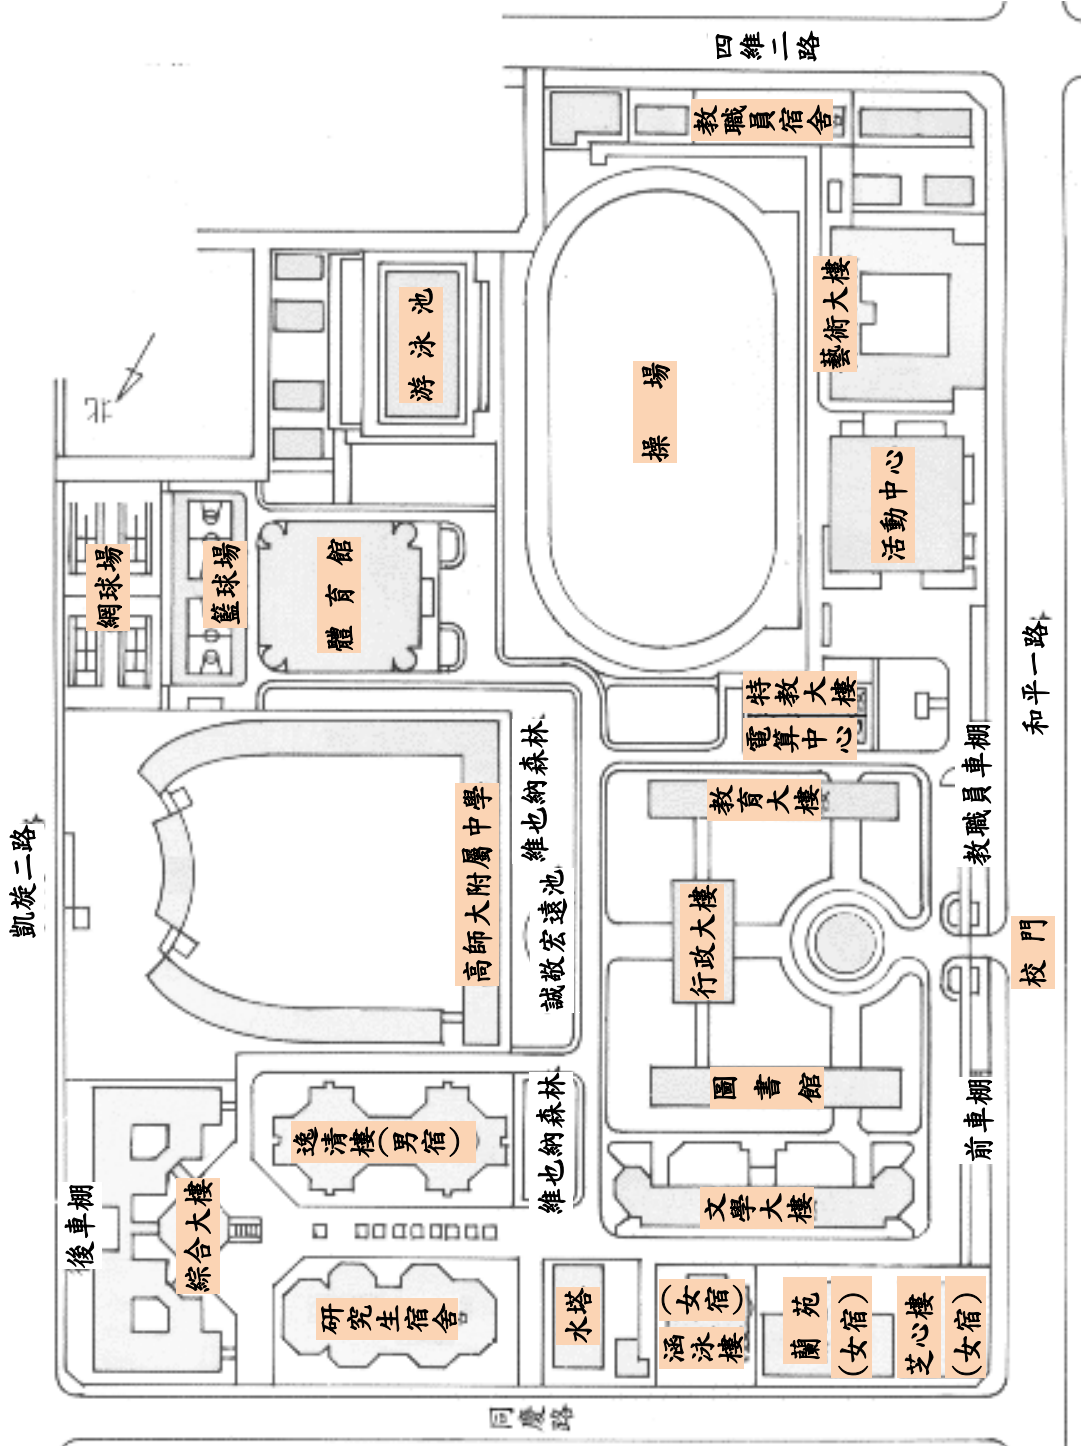 四維二路
教職員宿舍
藝術大樓
游泳池
操場
北
活動中心
網球場
籃球場
體育館
和平一路
特教大樓
電算中心
維也納森林
教職員車棚
教育大樓
高師大附屬中學
凱旋二路
誠敬宏遠池
行政大樓
校門
圖書館
前車棚
逸清樓(男宿)
維也納森林
文學大樓
後車棚
綜合大樓
研究生宿舍
水塔
涵泳樓
(女宿)
蘭苑
(女宿)
芝心樓
(女宿)
同慶路